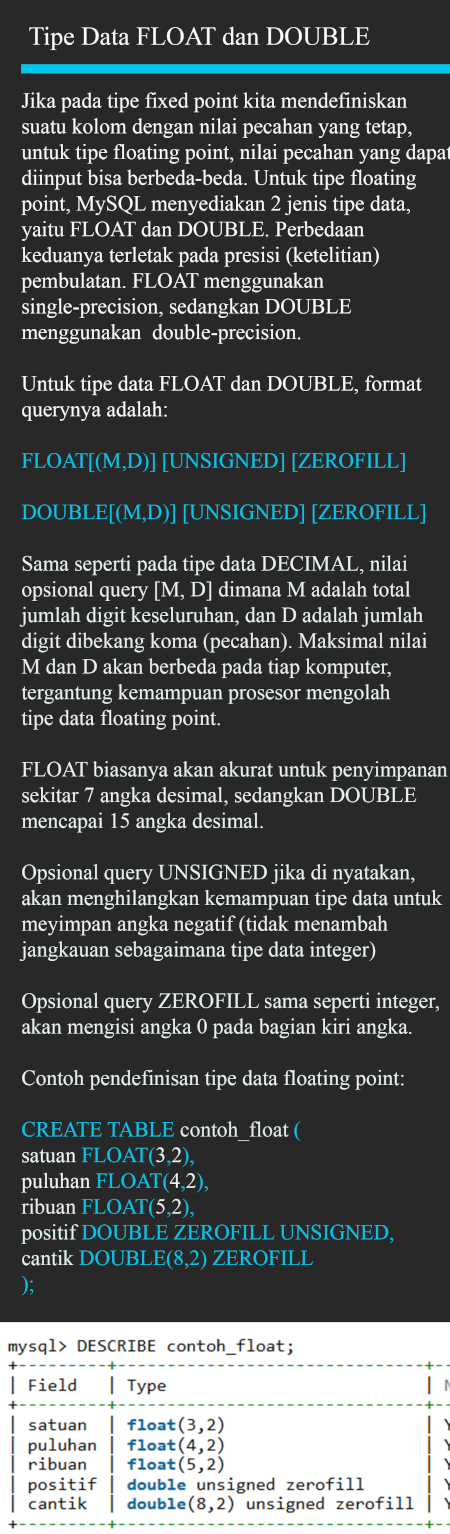 Tipe Data FLOAT dan DOUBLE
Jika pada tipe fixed point kita mendefiniskan
suatu kolom dengan nilai pecahan yang tetap,
untuk tipe floating point, nilai pecahan yang dapat
diinput bisa berbeda-beda. Untuk tipe floating
point, MySQL menyediakan 2 jenis tipe data,
yaitu FLOAT dan DOUBLE. Perbedaan
keduanya terletak pada presisi (ketelitian)
pembulatan. FLOAT menggunakan
single-precision, sedangkan DOUBLE
menggunakan  double-precision.
Untuk tipe data FLOAT dan DOUBLE, format
querynya adalah:
FLOAT[(M,D)] [UNSIGNED] [ZEROFILL]
DOUBLE[(M,D)] [UNSIGNED] [ZEROFILL]
Sama seperti pada tipe data DECIMAL, nilai
opsional query [M, D] dimana M adalah total
jumlah digit keseluruhan, dan D adalah jumlah
digit dibekang koma (pecahan). Maksimal nilai
M dan D akan berbeda pada tiap komputer,
tergantung kemampuan prosesor mengolah
tipe data floating point.
FLOAT biasanya akan akurat untuk penyimpanan
sekitar 7 angka desimal, sedangkan DOUBLE
mencapai 15 angka desimal.
Opsional query UNSIGNED jika di nyatakan,
akan menghilangkan kemampuan tipe data untuk
meyimpan angka negatif (tidak menambah
jangkauan sebagaimana tipe data integer)
Opsional query ZEROFILL sama seperti integer,
akan mengisi angka 0 pada bagian kiri angka.
Contoh pendefinisan tipe data floating point:
CREATE TABLE contoh_float (
satuan FLOAT(3,2),
puluhan FLOAT(4,2),
ribuan FLOAT(5,2),
positif DOUBLE ZEROFILL UNSIGNED,
cantik DOUBLE(8,2) ZEROFILL
);
mysql> DESCRIBE contoh_float;
+---------+------------------------------+--
| Field | Type |
+---------+------------------------------+--
| satuan | float(3,2) | Y
| puluhan | float(4,2) | Y
| ribuan | float(5,2) | Y
| positif | double unsigned zerofill | Y
| cantik | double(8,2) unsigned zerofill | Y
+---------+------------------------------+--